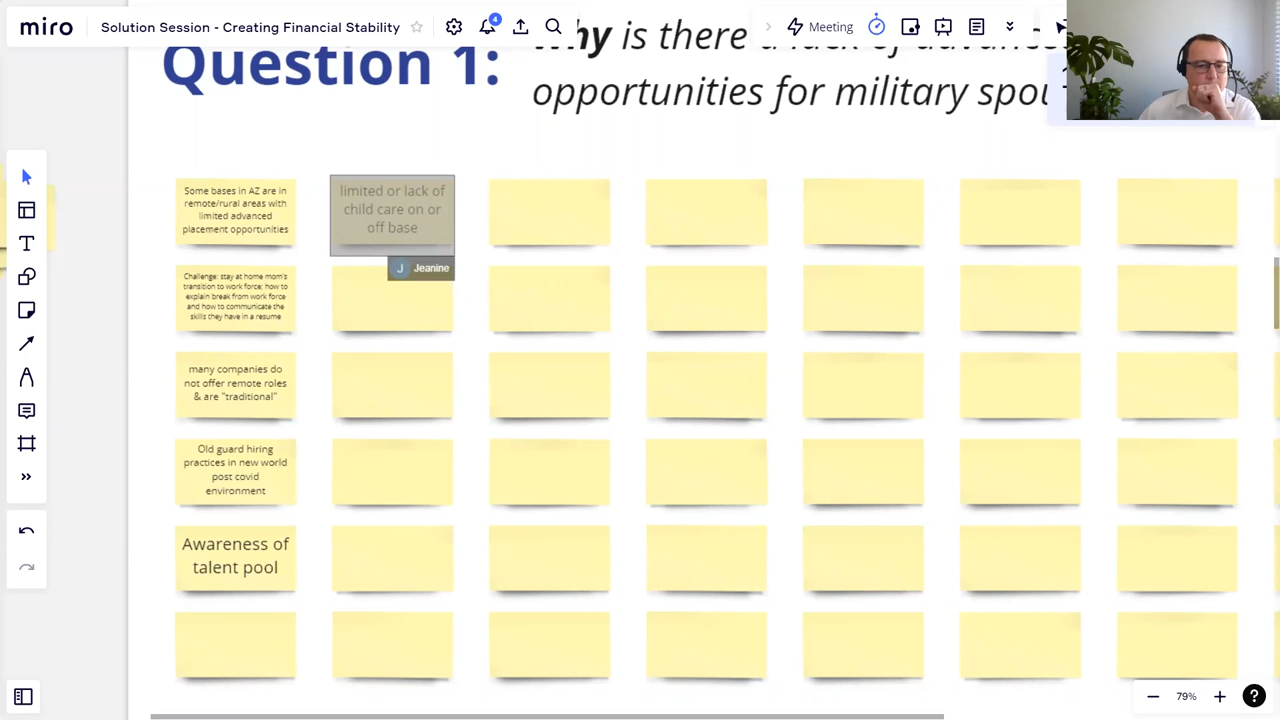 miro
Solution Session - Creating Financial Stability
4
Meeting
Question 1:
Why is there a lack of
opportunities for military
Some bases in AZ are in
remote/rural areas with
limited advanced
placement opportunities
limited or lack of
child care on or
off base
J Jeanine
Challenge: stay at home mom's
transition to work force; how to
explain break from work force
and how to communicate the
skills they have in a resume
many companies do
not offer remote roles
& are "traditional"
Old guard hiring
practices in new world
post covid
environment
Awareness of
talent pool
79%